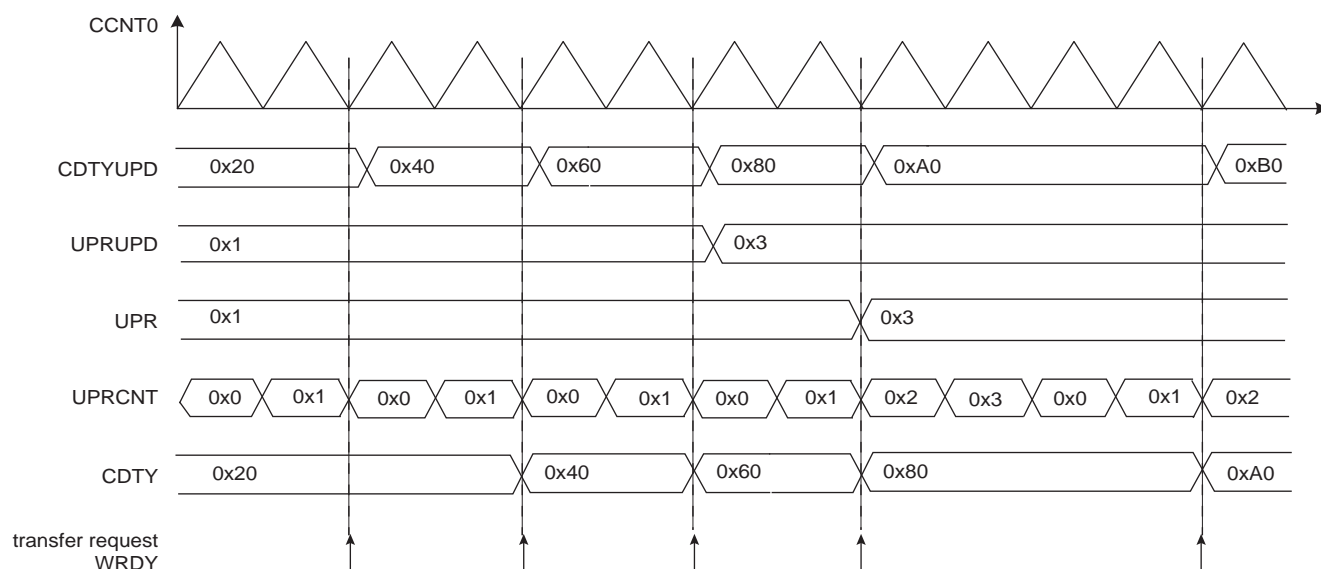 CCNT0
CDTYUPD 0x20 0x40 0x60 0x80 0xA0 0xB0
UPRUPD 0x1 0x3
UPR 0x1 0x3
UPRCNT 0x0 0x1 0x0 0x1 0x0 0x1 0x0 0x1 0x2 0x3 0x0 0x1 0x2
CDTY 0x20 0x40 0x60 0x80 0xA0
transfer request
WRDY